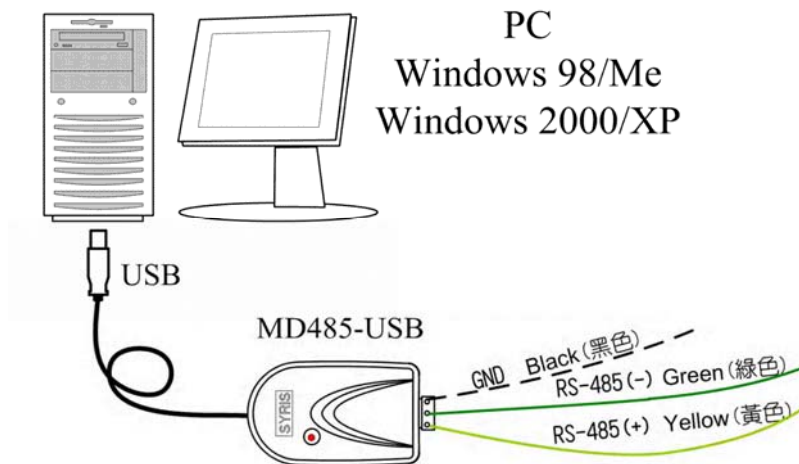 PC
Windows 98/Me
Windows 2000/XP
USB
MD485-USB
GND Black(黑色)
RS-485(-) Green(綠色)
RS-485(+) Yellow(黃色)
SYRIS